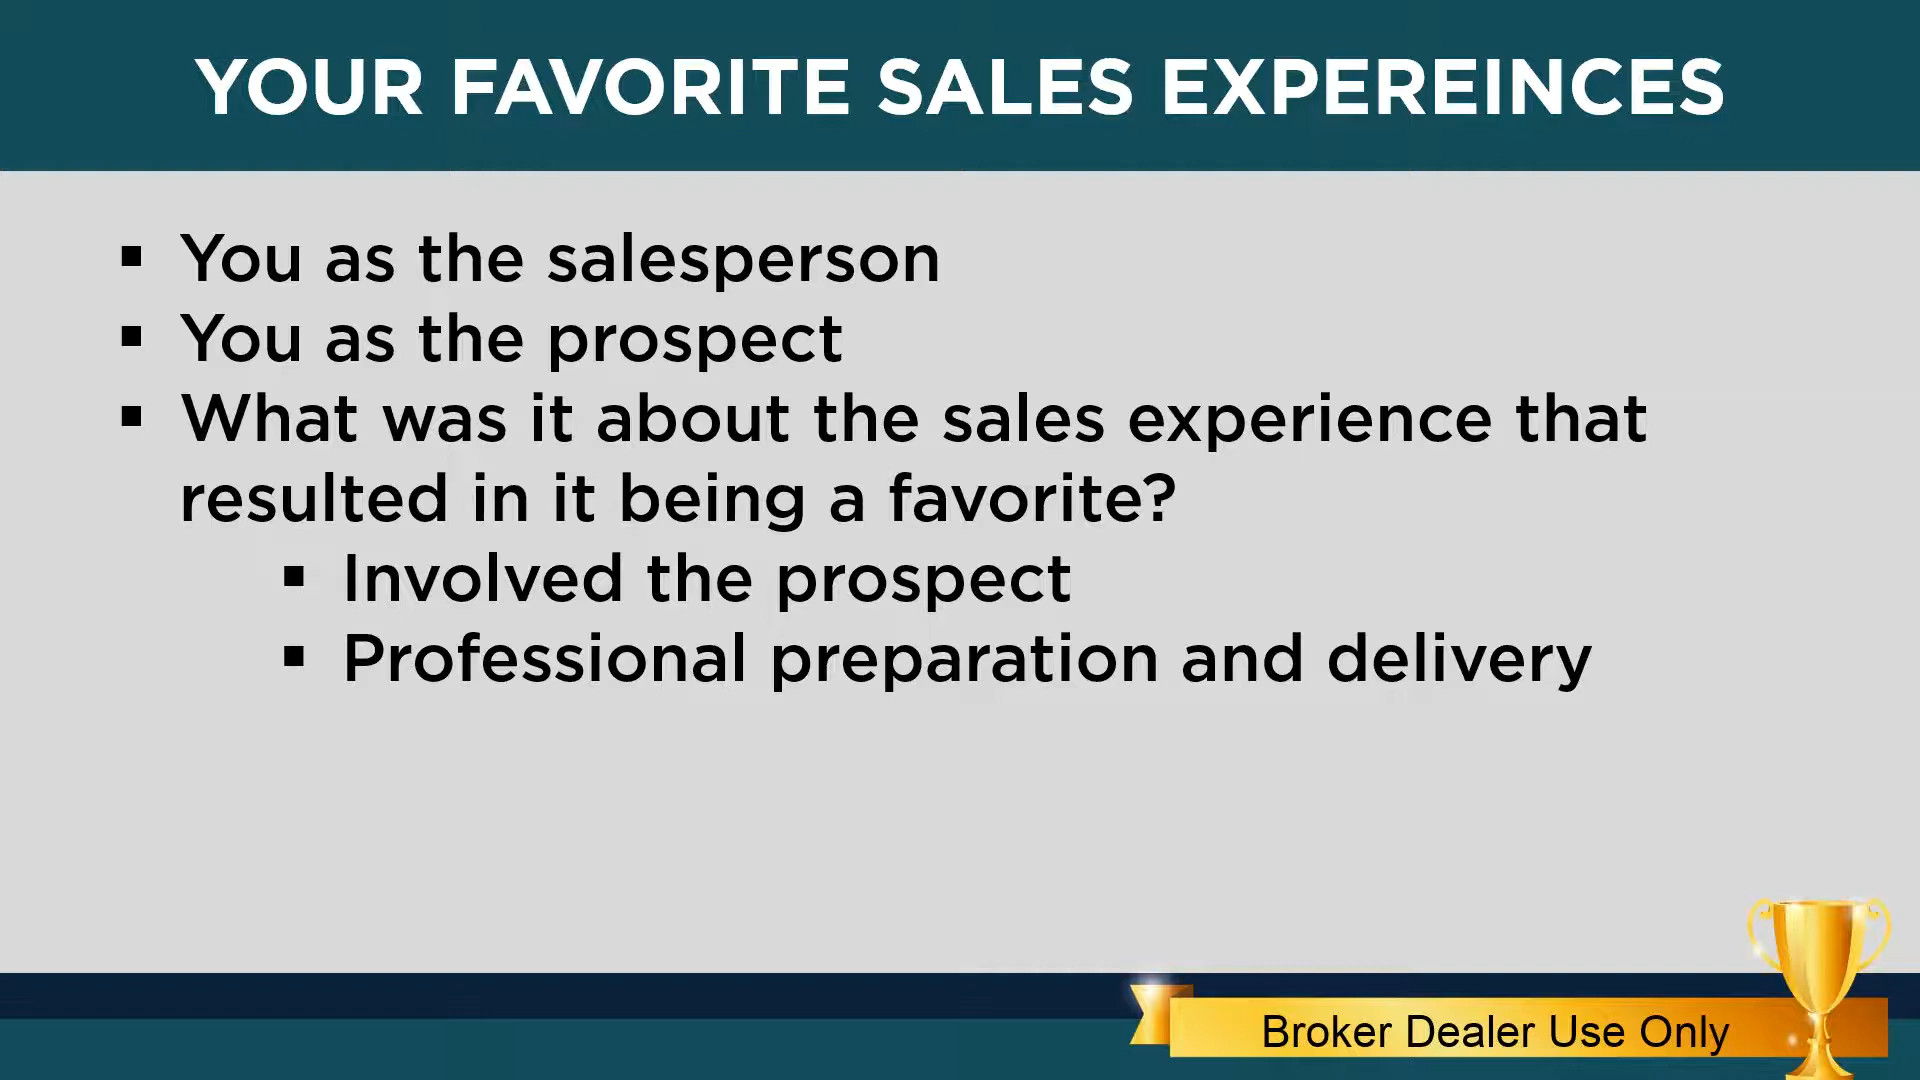 YOUR FAVORITE SALES EXPEREINCES
▪ You as the salesperson
▪ You as the prospect
▪ What was it about the sales experience that
resulted in it being a favorite?
▪ Involved the prospect
▪ Professional preparation and delivery
Broker Dealer Use Only